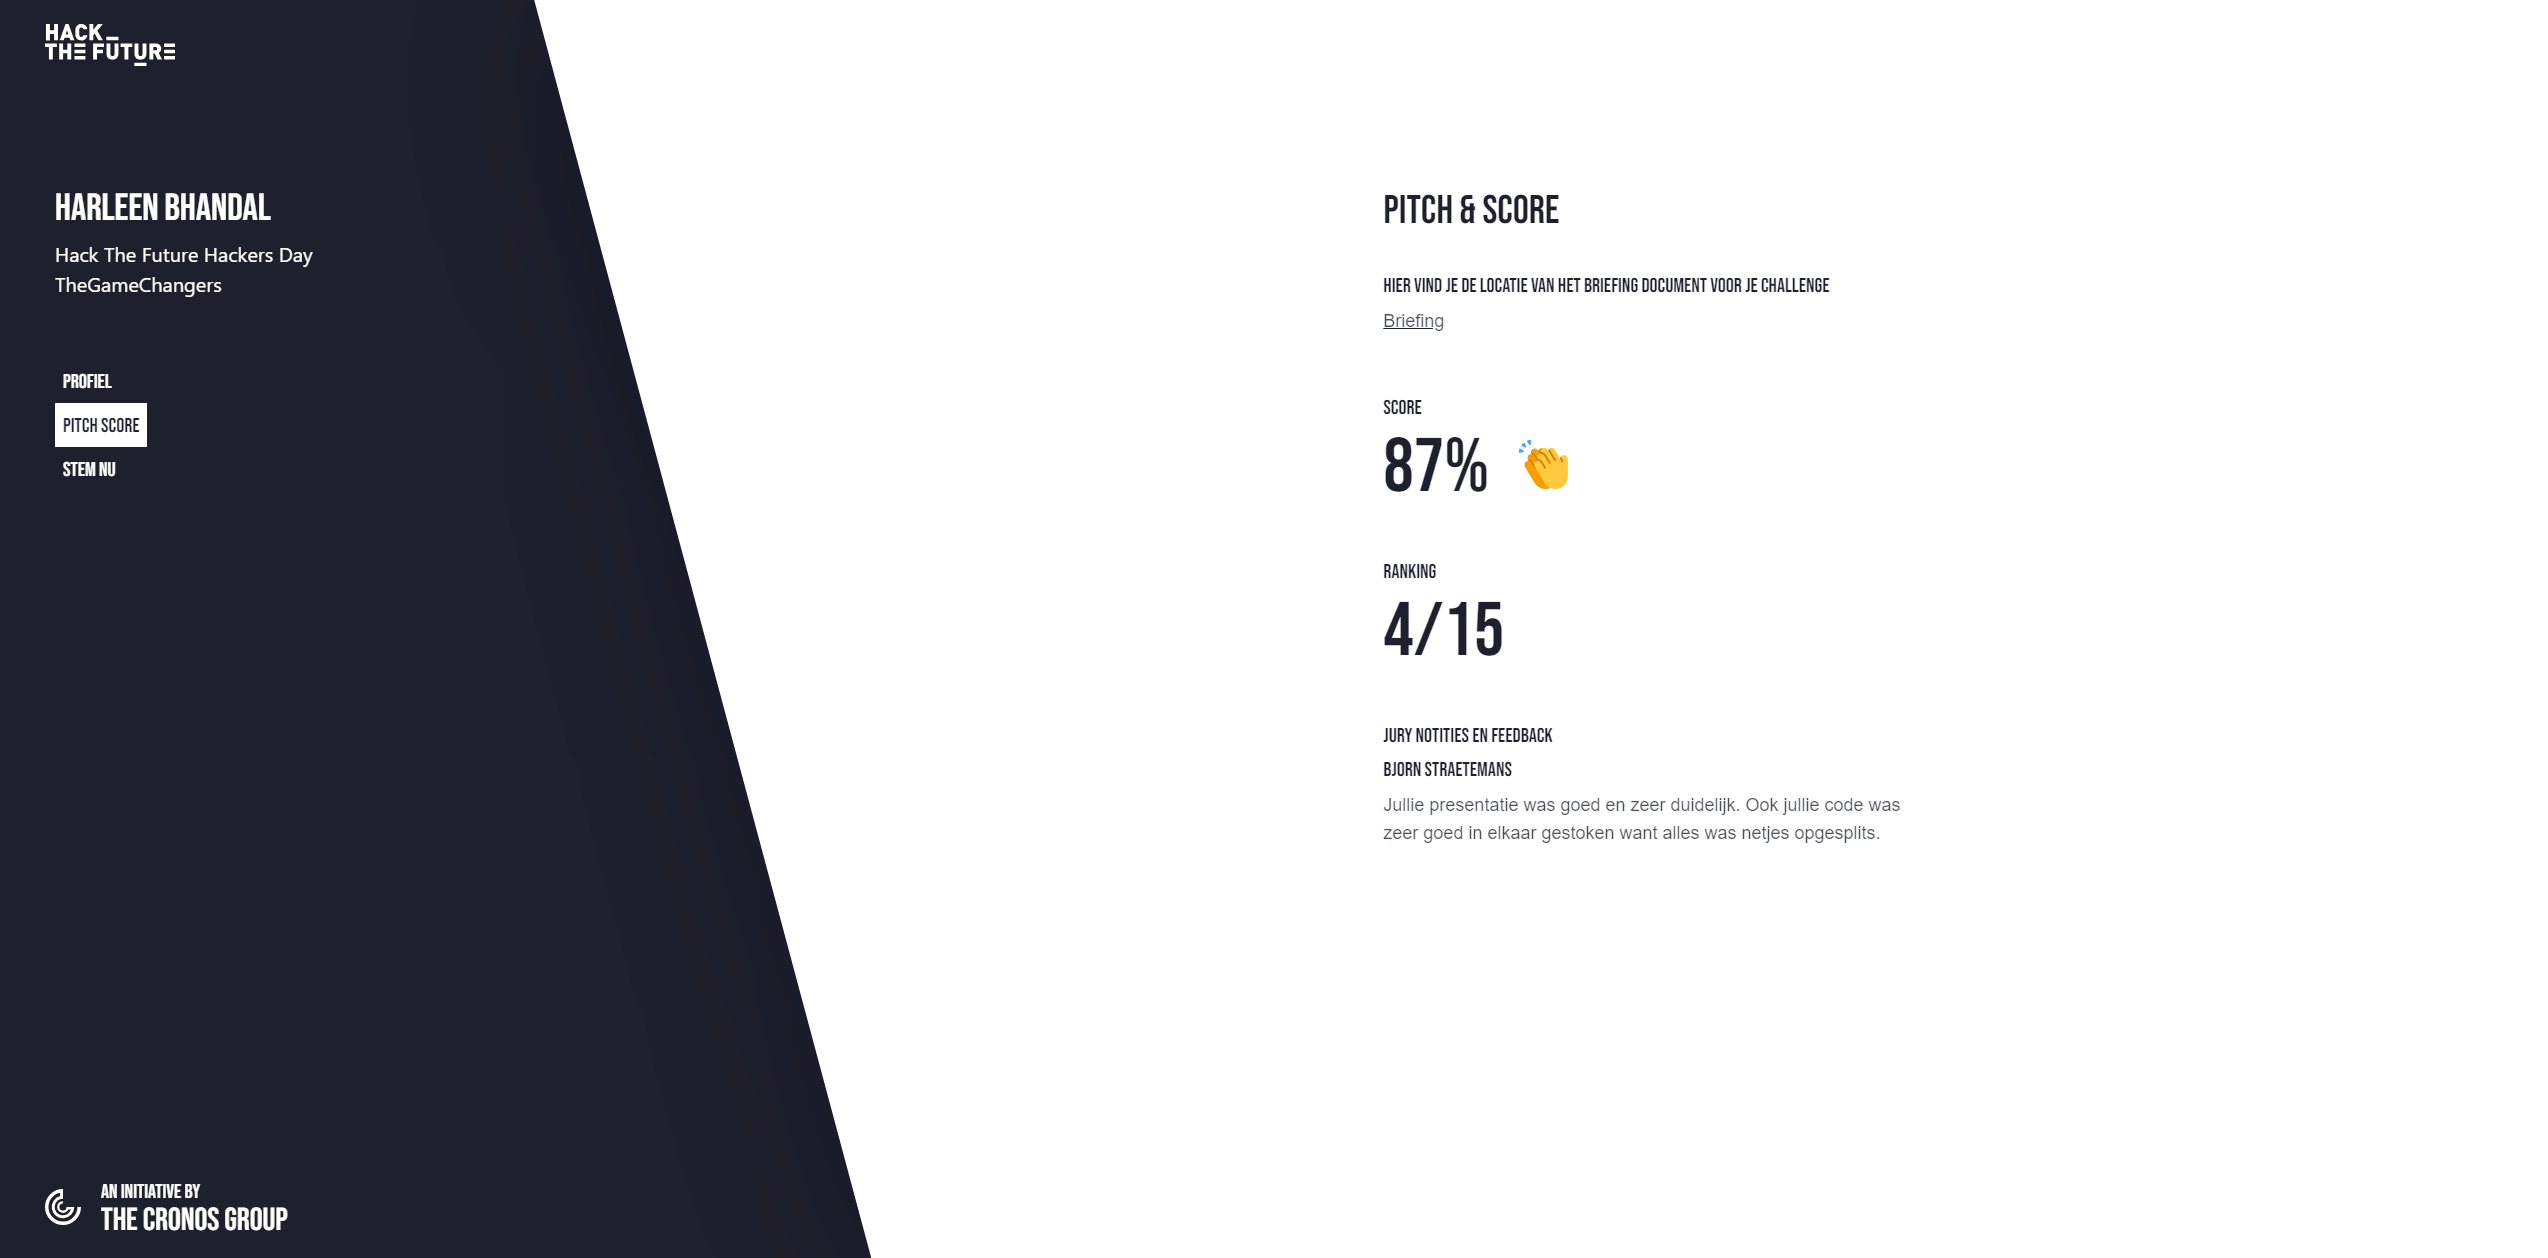 HACK_
THE FUTURE
HARLEEN BHANDAL
Hack The Future Hackers Day
TheGameChangers
PROFIEL
PITCH SCORE
STEM NU
AN INITIATIVE BY
THE CRONOS GROUP
PITCH & SCORE
HIER VIND JE DE LOCATIE VAN HET BRIEFING DOCUMENT VOOR JE CHALLENGE
Briefing
SCORE
87% 👏
RANKING
4/15
JURY NOTITIES EN FEEDBACK
BJORN STRAETEMANS
Jullie presentatie was goed en zeer duidelijk. Ook jullie code was
zeer goed in elkaar gestoken want alles was netjes opgesplits.